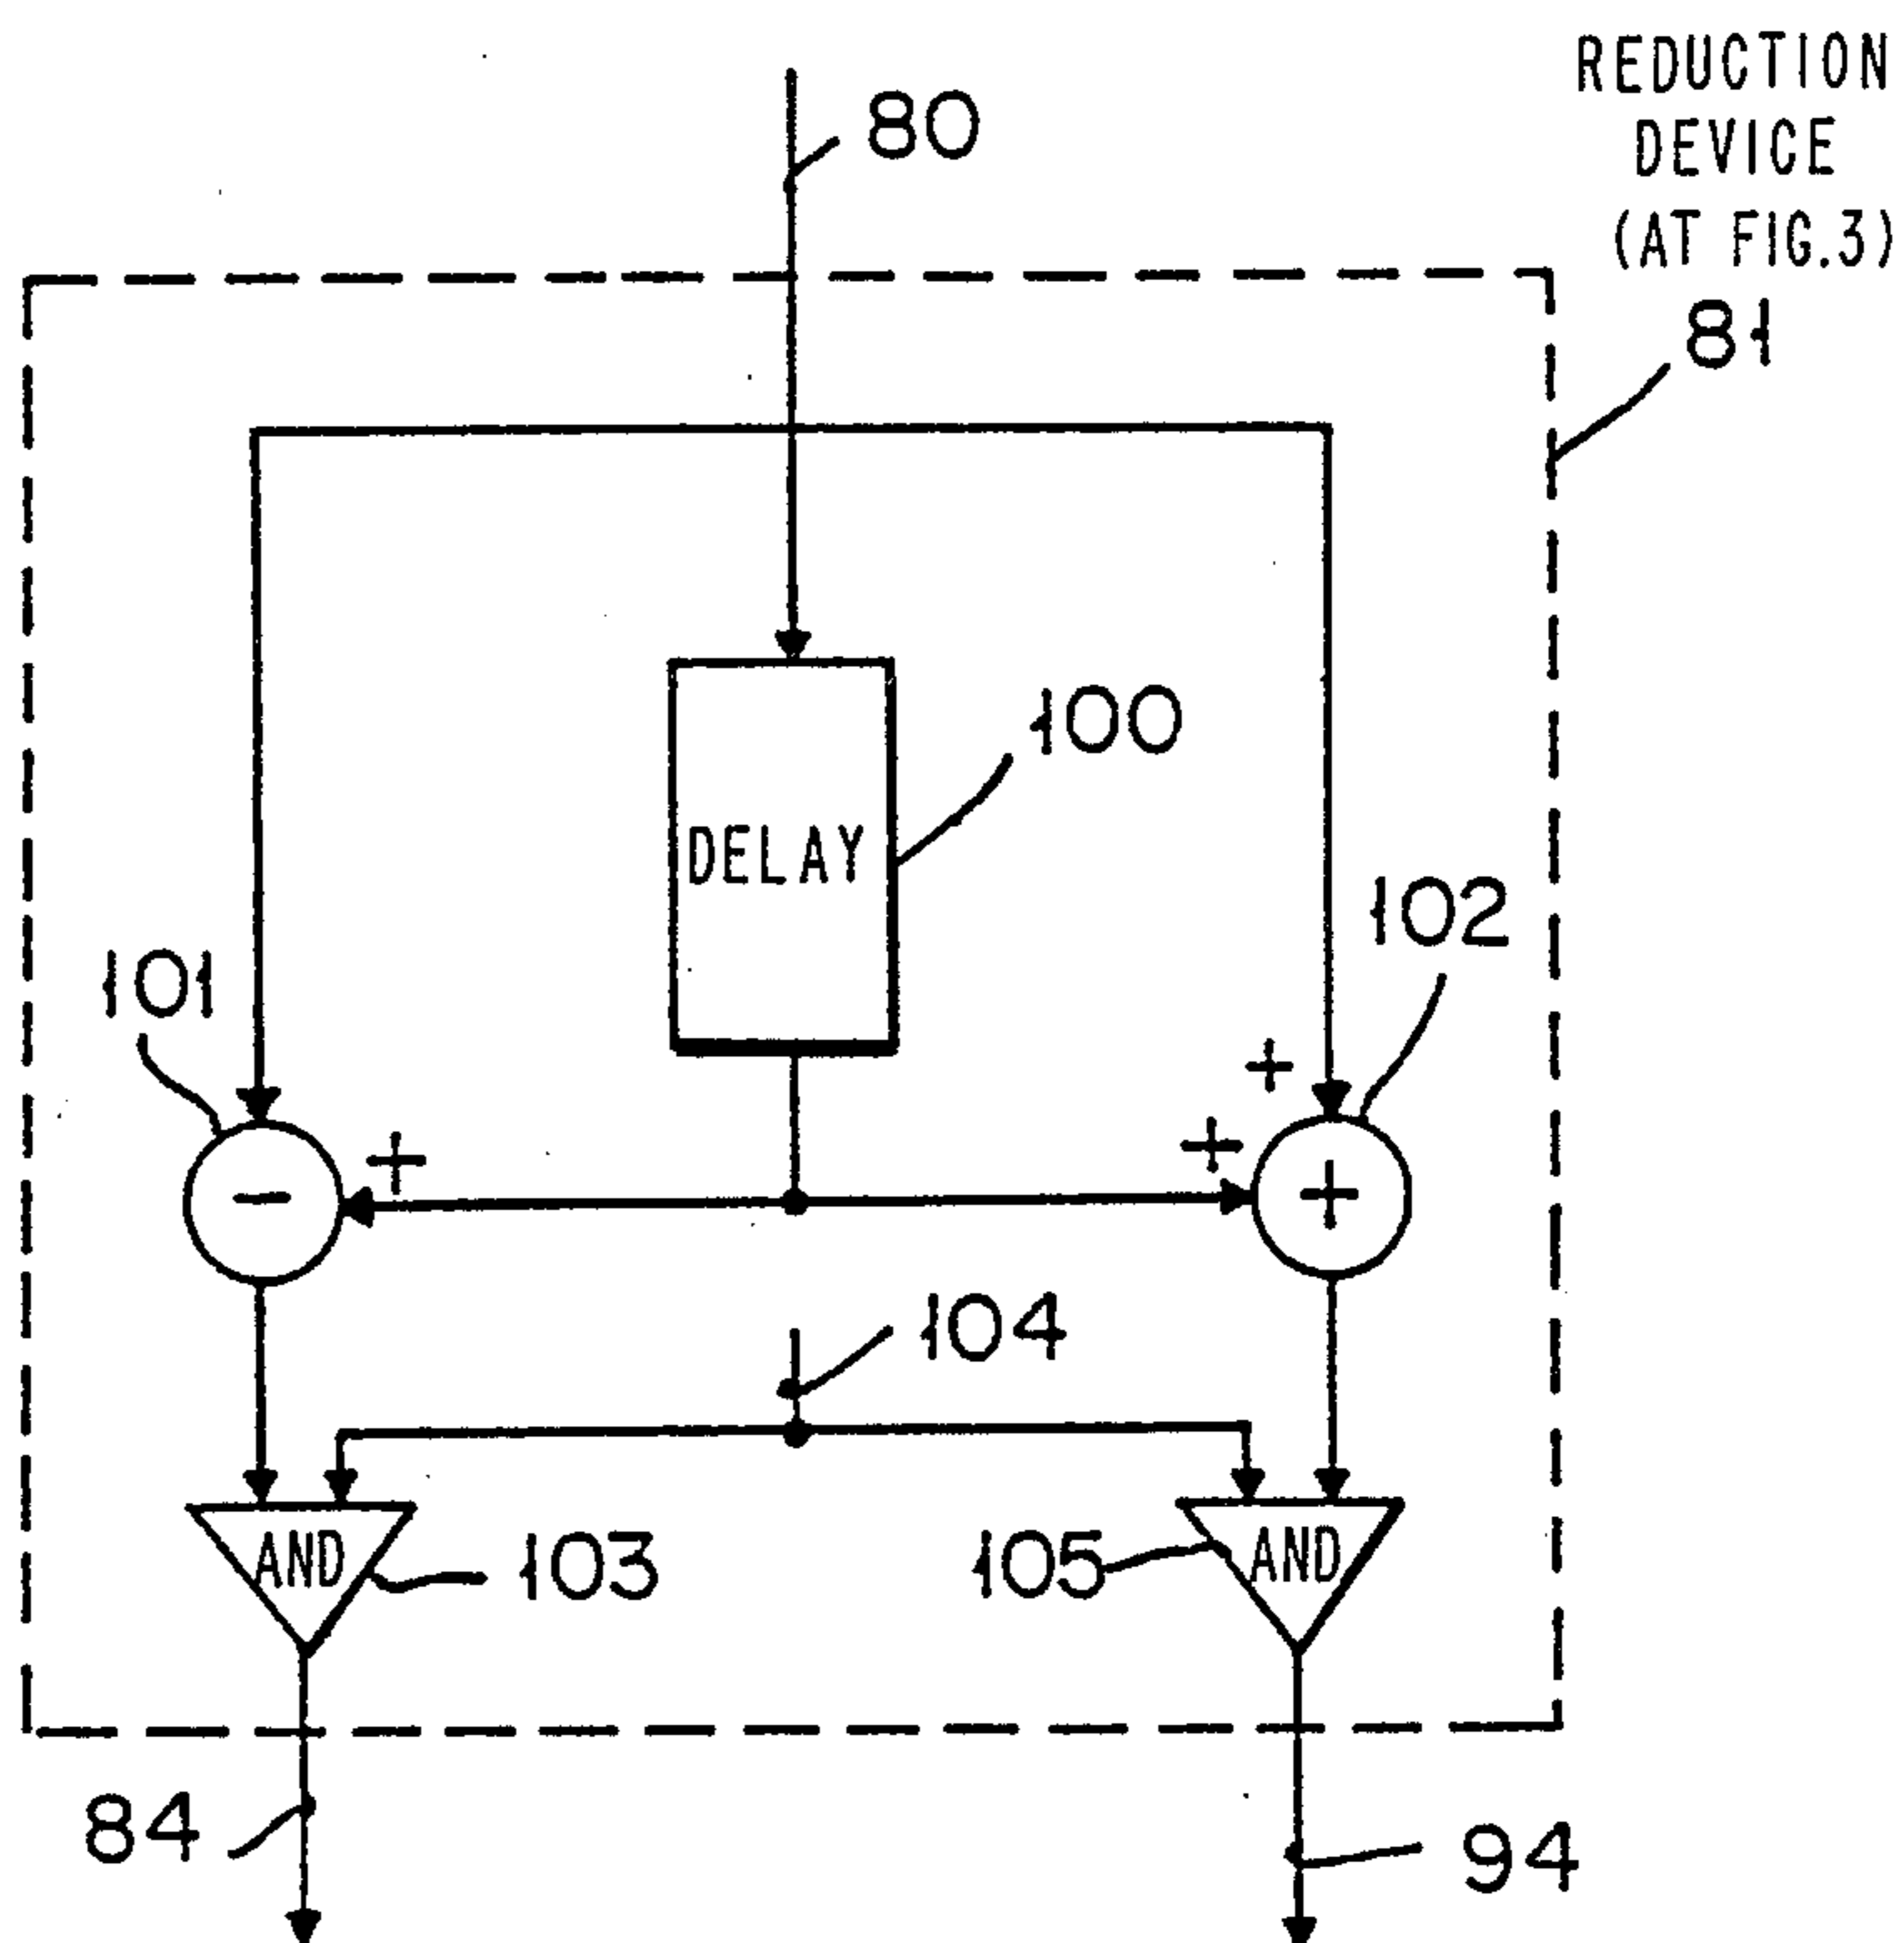 REDUCTION
DEVICE
(AT FIG.3)
80
81
100
DELAY
102
101
+
+
+
−
+
104
AND
103
105
AND
84
94